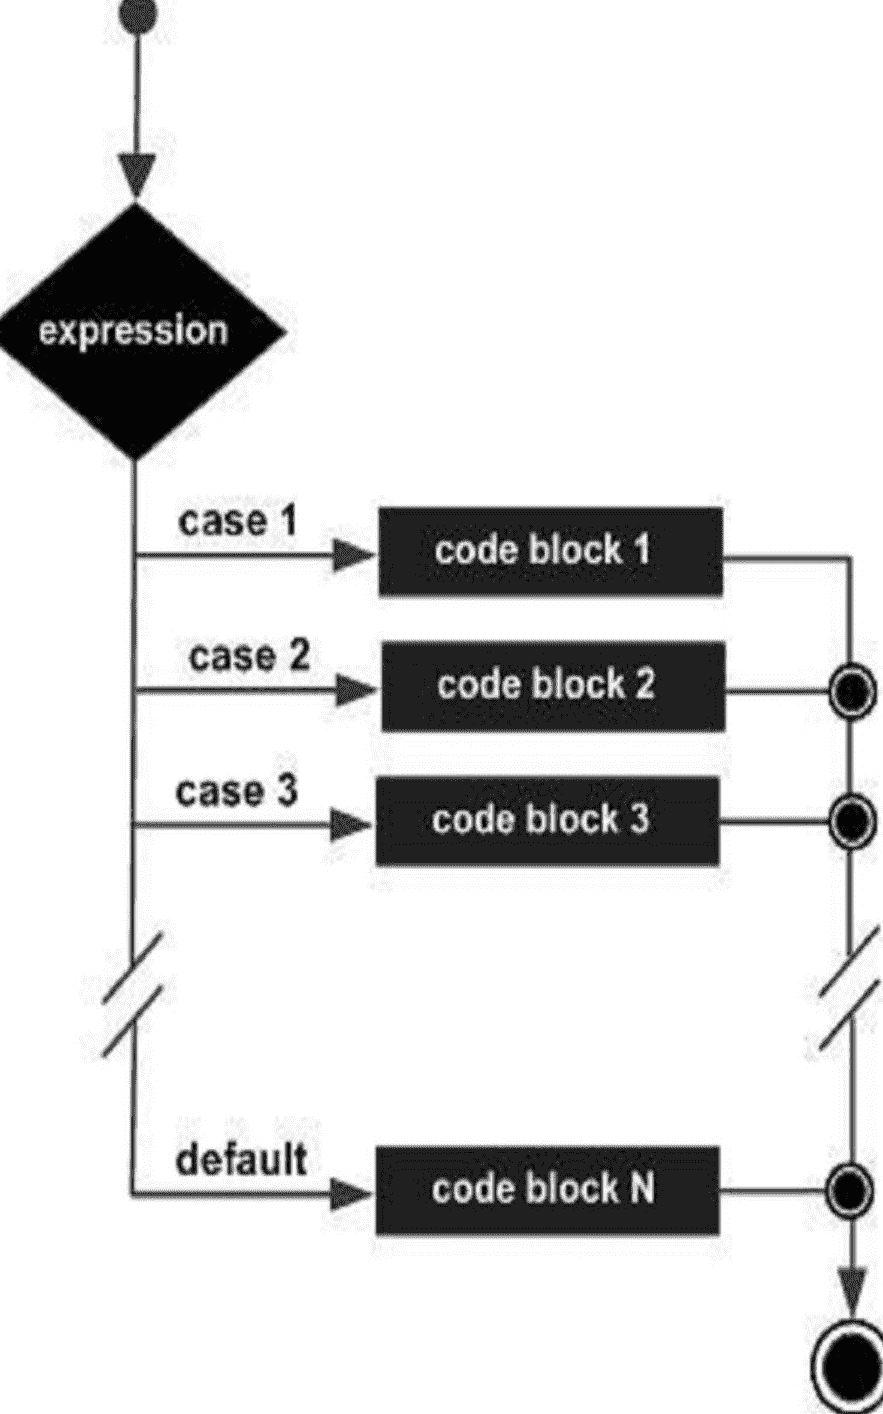 expression
case 1
code block 1
case 2
code block 2
case 3
code block 3
default
code block N